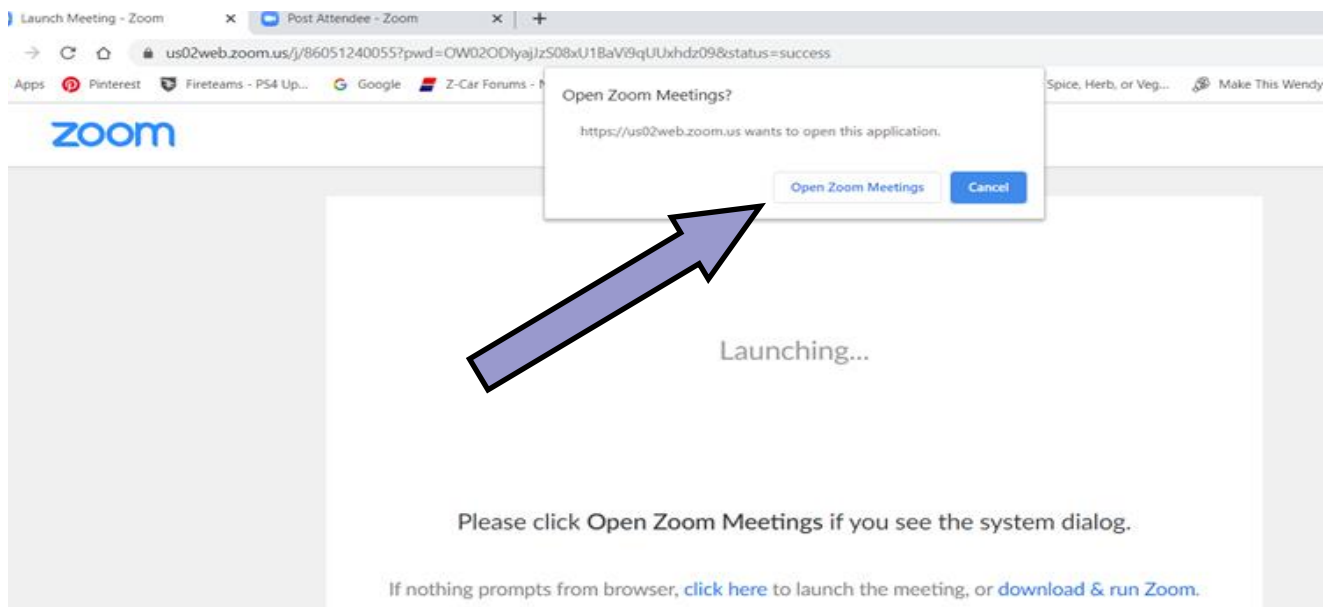 Launch Meeting - Zoom × Post Attendee - Zoom × +
us02web.zoom.us/j/86051240055?pwd=OW02ODIyajJzS08xU1BaVi9qUUxhdz09&status=success
Apps Pinterest Fireteams - PS4 Up... Google Z-Car Forums - Spice, Herb, or Veg... Make This Wendy
Open Zoom Meetings?
zoom
https://us02web.zoom.us wants to open this application.
Open Zoom Meetings Cancel
Launching...
Please click Open Zoom Meetings if you see the system dialog.
If nothing prompts from browser, click here to launch the meeting, or download & run Zoom.